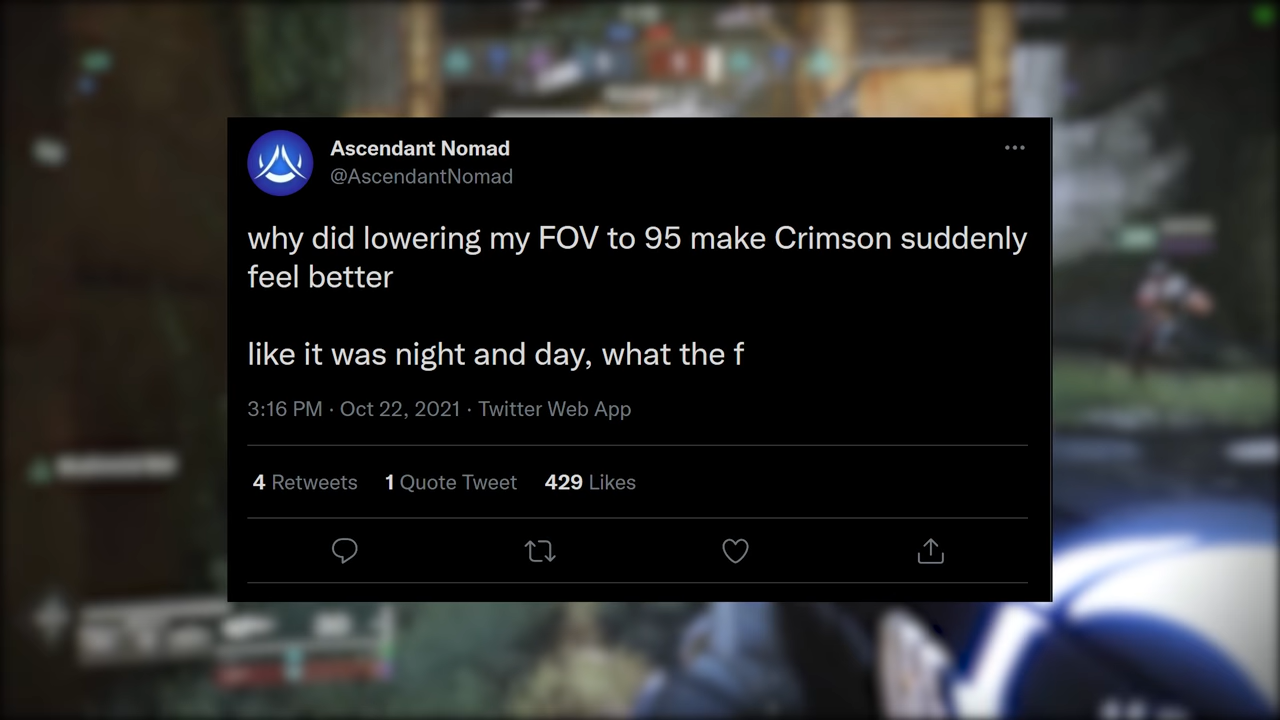 Ascendant Nomad
@AscendantNomad
why did lowering my FOV to 95 make Crimson suddenly
feel better
like it was night and day, what the f
3:16 PM · Oct 22, 2021 · Twitter Web App
4 Retweets 1 Quote Tweet 429 Likes